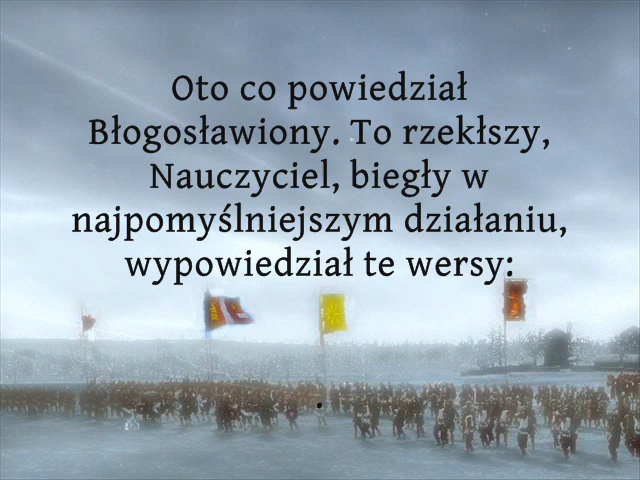 Oto co powiedział
Błogosławiony. To rzekłszy,
Nauczyciel, biegły w
najpomyślniejszym działaniu,
wypowiedział te wersy:
.